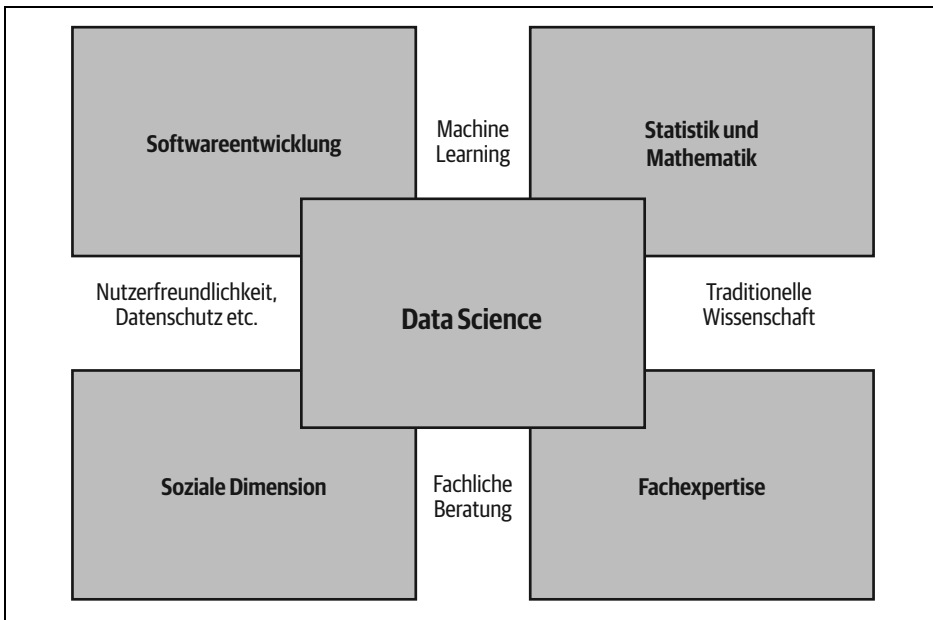 Softwareentwicklung
Machine
Learning
Statistik und
Mathematik
Nutzerfreundlichkeit,
Datenschutz etc.
Data Science
Traditionelle
Wissenschaft
Soziale Dimension
Fachliche
Beratung
Fachexpertise